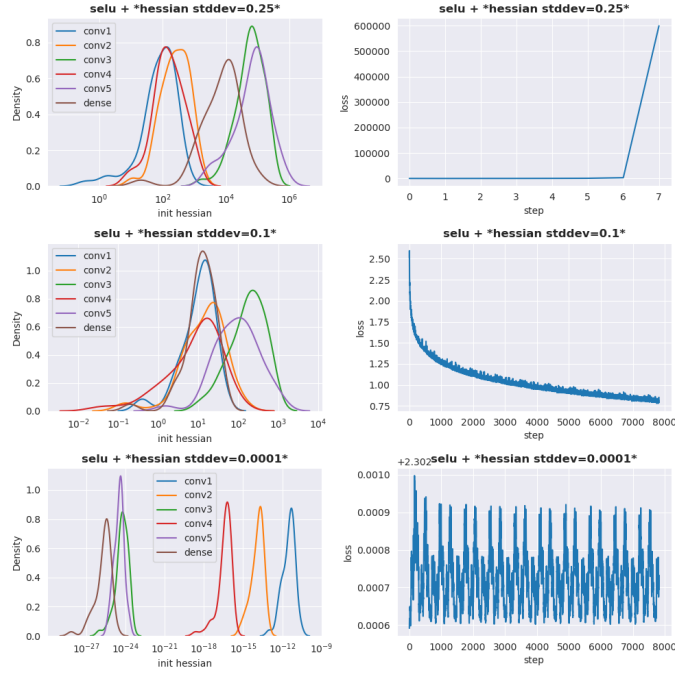 selu + *hessian stddev=0.25*
conv1
conv2
conv3
conv4
conv5
dense
Density
0.8
0.6
0.4
0.2
0.0
10^0
10^2
10^4
10^6
init hessian
selu + *hessian stddev=0.25*
loss
600000
500000
400000
300000
200000
100000
0
0 1 2 3 4 5 6 7
step
selu + *hessian stddev=0.1*
conv1
conv2
conv3
conv4
conv5
dense
Density
1.0
0.8
0.6
0.4
0.2
0.0
10^-2
10^-1
10^0
10^1
10^2
10^3
10^4
init hessian
selu + *hessian stddev=0.1*
loss
2.50
2.25
2.00
1.75
1.50
1.25
1.00
0.75
0 1000 2000 3000 4000 5000 6000 7000 8000
step
selu + *hessian stddev=0.0001*
conv1
conv2
conv3
conv4
conv5
dense
Density
1.0
0.8
0.6
0.4
0.2
0.0
10^-27
10^-24
10^-21
10^-18
10^-15
10^-12
10^-9
init hessian
+2.302
selu + *hessian stddev=0.0001*
loss
0.0010
0.0009
0.0008
0.0007
0.0006
0 1000 2000 3000 4000 5000 6000 7000 8000
step